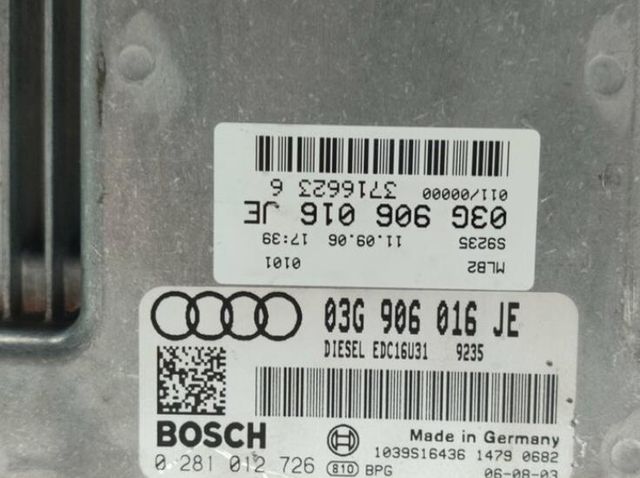 MLB2 0101
S9235 11.09.06 17:39
03G 906 016 JE
011/00000 3716623 6
03G 906 016 JE
DIESEL EDC16U31 9235
BOSCH
Made in Germany
1039S16436 1479 0682
0 281 012 726 810 BPG 06-08-03